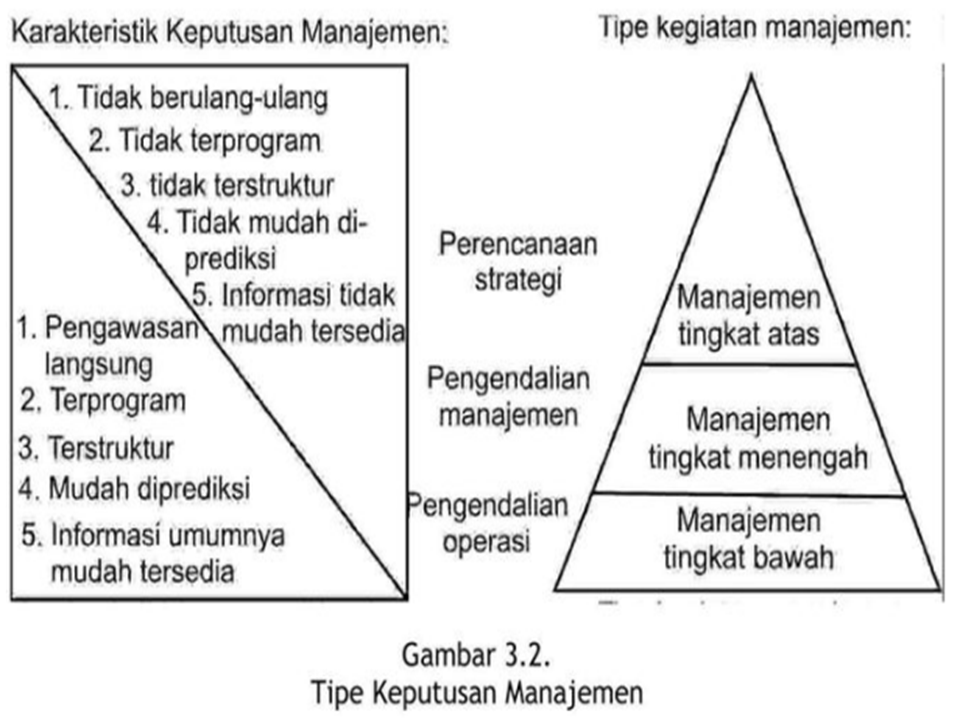 Karakteristik Keputusan Manajemen:
1. Tidak berulang-ulang
2. Tidak terprogram
3. tidak terstruktur
4. Tidak mudah di-
prediksi
5. Informasi tidak
mudah tersedia
1. Pengawasan
langsung
2. Terprogram
3. Terstruktur
4. Mudah diprediksi
5. Informasi umumnya
mudah tersedia
Tipe kegiatan manajemen:
Perencanaan
strategi
Manajemen
tingkat atas
Pengendalian
manajemen
Manajemen
tingkat menengah
Pengendalian
operasi
Manajemen
tingkat bawah
Gambar 3.2.
Tipe Keputusan Manajemen